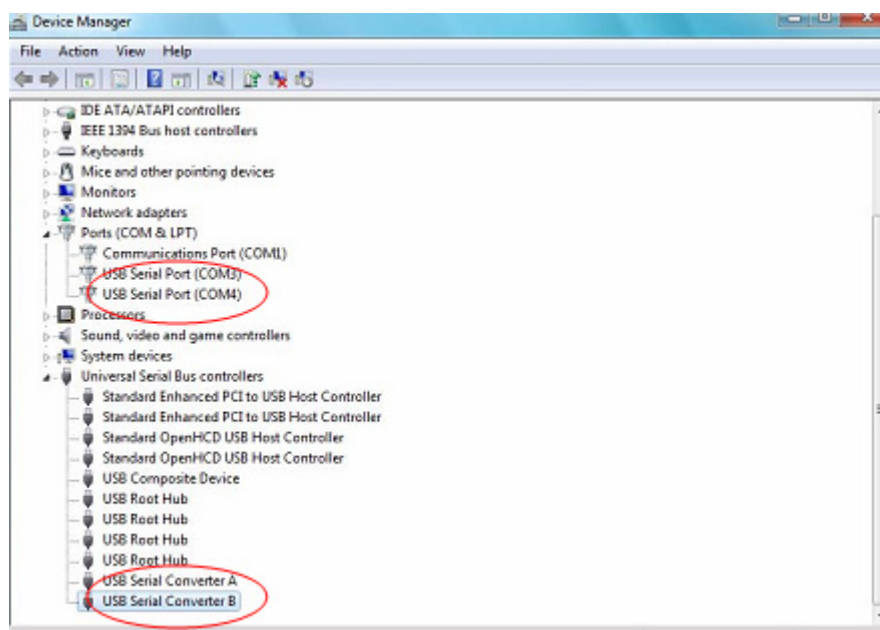 Device Manager
File Action View Help
IDE ATA/ATAPI controllers
IEEE 1394 Bus host controllers
Keyboards
Mice and other pointing devices
Monitors
Network adapters
Ports (COM & LPT)
Communications Port (COM1)
USB Serial Port (COM3)
USB Serial Port (COM4)
Processors
Sound, video and game controllers
System devices
Universal Serial Bus controllers
Standard Enhanced PCI to USB Host Controller
Standard Enhanced PCI to USB Host Controller
Standard OpenHCD USB Host Controller
Standard OpenHCD USB Host Controller
USB Composite Device
USB Root Hub
USB Root Hub
USB Root Hub
USB Root Hub
USB Serial Converter A
USB Serial Converter B